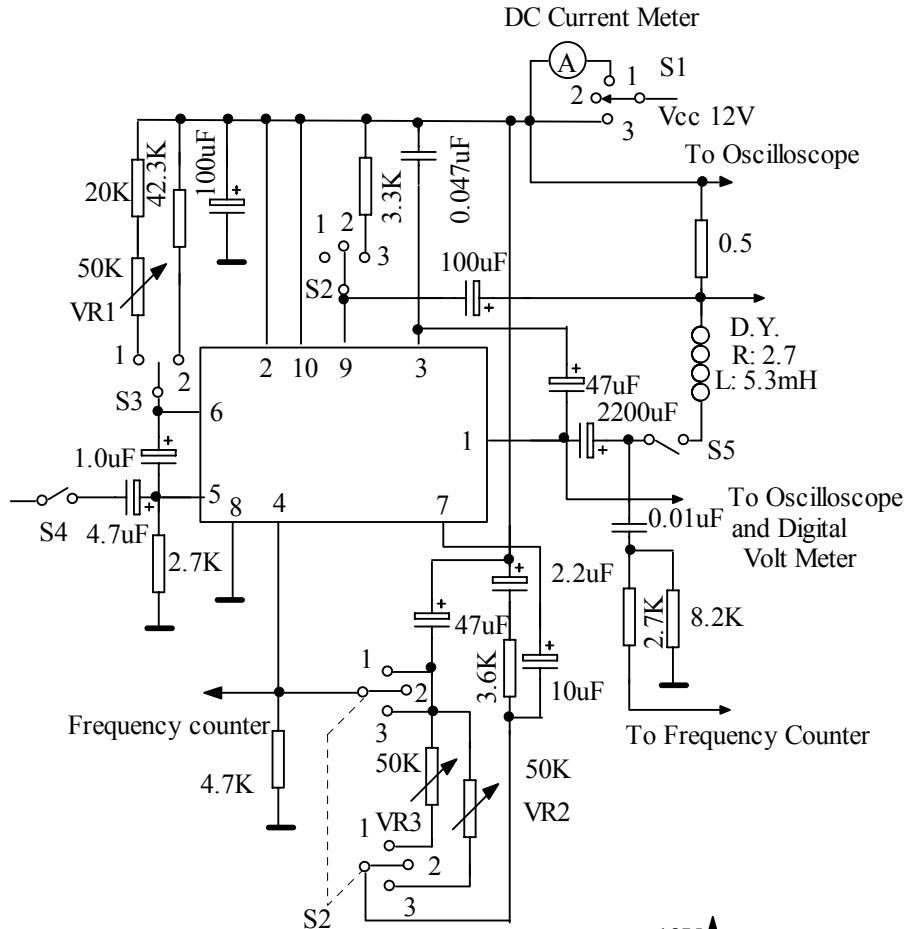 DC Current Meter
A
1
S1
2
Vcc 12V
3
To Oscilloscope
20K
42.3K
100uF
+
3.3K
0.047uF
0.5
1
2
3
100uF
+
50K
VR1
S2
D.Y.
R: 2.7
L: 5.3mH
1
2
2
10
9
3
+
47uF
S3
6
2200uF
+
1
S5
+
1.0uF
5
8
4
7
S4
4.7uF
+
To Oscilloscope
and Digital
Volt Meter
0.01uF
2.7K
+
2.2uF
+
47uF
2.7K
8.2K
3.6K
+
10uF
1
2
3
Frequency counter
To Frequency Counter
4.7K
50K
VR3
50K
VR2
1
2
3
S2